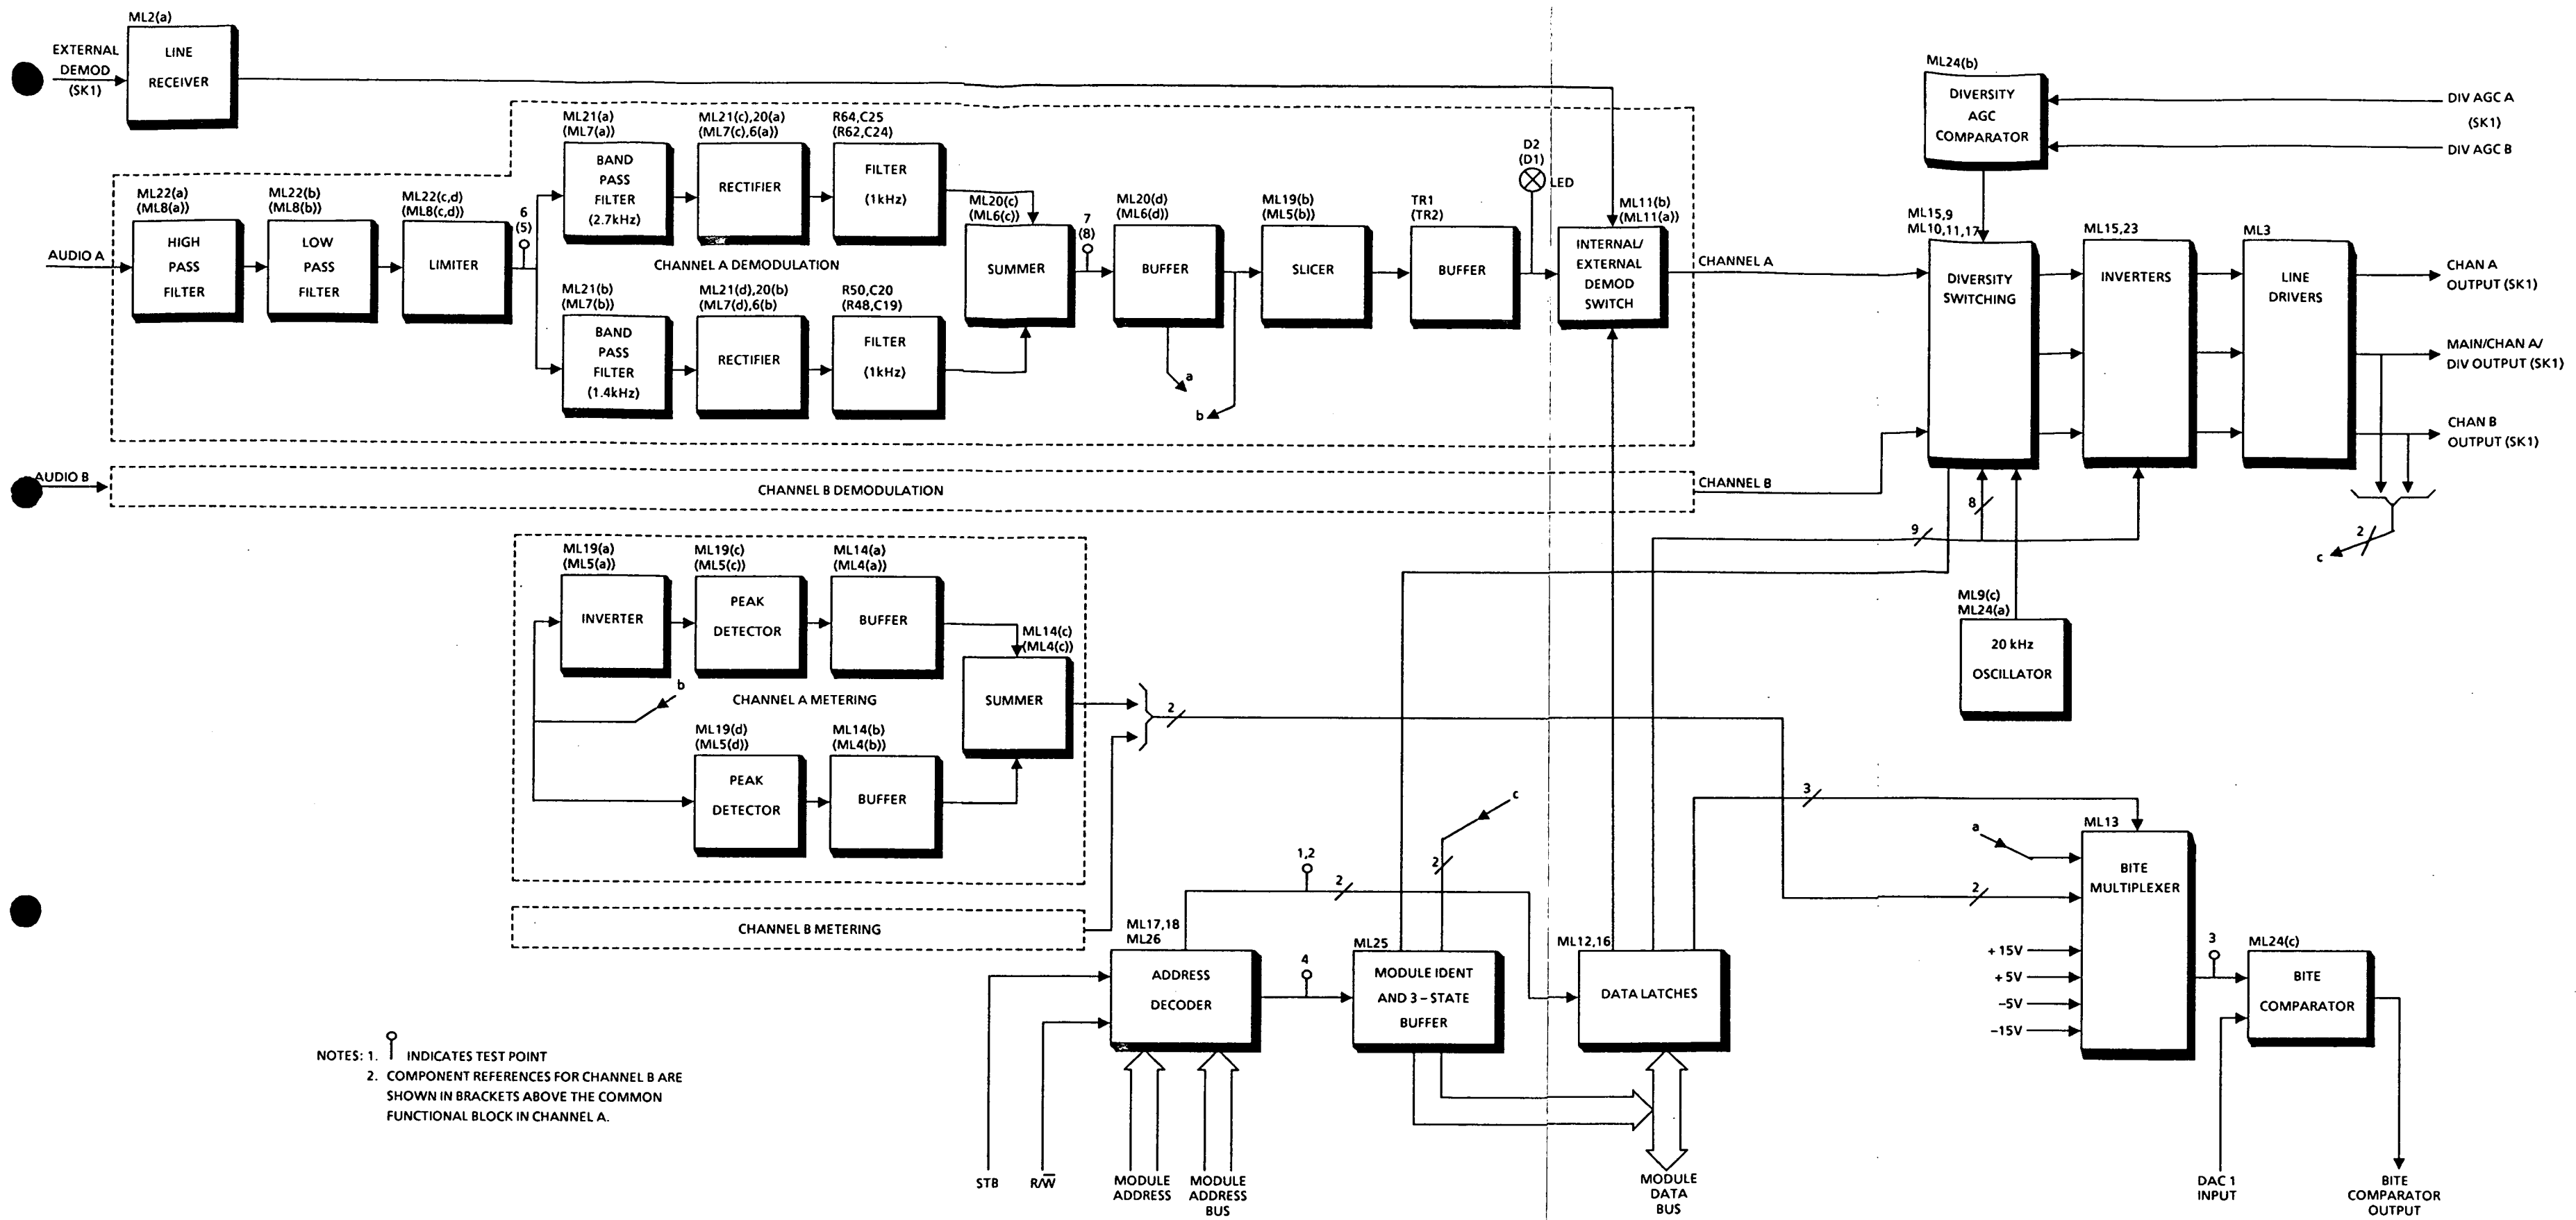 ML2(a)
EXTERNAL
DEMOD
(SK1)
LINE
RECEIVER
ML24(b)
DIVERSITY
AGC
COMPARATOR
DIV AGC A
(SK1)
DIV AGC B
ML22(a)
(ML8(a))
HIGH
PASS
FILTER
AUDIO A
ML22(b)
(ML8(b))
LOW
PASS
FILTER
ML22(c,d)
(ML8(c,d))
LIMITER
6
(5)
ML21(a)
(ML7(a))
BAND
PASS
FILTER
(2.7kHz)
ML21(c),20(a)
(ML7(c),6(a))
RECTIFIER
R64,C25
(R62,C24)
FILTER
(1kHz)
CHANNEL A DEMODULATION
ML21(b)
(ML7(b))
BAND
PASS
FILTER
(1.4kHz)
ML21(d),20(b)
(ML7(d),6(b)
RECTIFIER
R50,C20
(R48,C19)
FILTER
(1kHz)
ML20(c)
(ML6(c))
SUMMER
7
(8)
ML20(d)
(ML6(d))
BUFFER
a
b
ML19(b)
(ML5(b))
SLICER
TR1
(TR2)
BUFFER
D2
(D1)
LED
ML11(b)
(ML11(a))
INTERNAL/
EXTERNAL
DEMOD
SWITCH
CHANNEL A
ML15,9
ML10,11,17
DIVERSITY
SWITCHING
ML15,23
INVERTERS
ML3
LINE
DRIVERS
CHAN A
OUTPUT (SK1)
MAIN/CHAN A/
DIV OUTPUT (SK1)
CHAN B
OUTPUT (SK1)
AUDIO B
CHANNEL B DEMODULATION
CHANNEL B
8
9
2
c
ML19(a)
(ML5(a))
INVERTER
ML19(c)
(ML5(c))
PEAK
DETECTOR
ML14(a)
(ML4(a))
BUFFER
ML14(c)
(ML4(c))
SUMMER
b
CHANNEL A METERING
ML19(d)
(ML5(d))
PEAK
DETECTOR
ML14(b)
(ML4(b))
BUFFER
2
ML9(c)
ML24(a)
20 kHz
OSCILLATOR
CHANNEL B METERING
1,2
2
2
c
3
ML17,18
ML26
ADDRESS
DECODER
4
ML25
MODULE IDENT
AND 3 – STATE
BUFFER
ML12,16
DATA LATCHES
a
2
ML13
BITE
MULTIPLEXER
+ 15V
+ 5V
–5V
–15V
3
ML24(c)
BITE
COMPARATOR
NOTES: 1. INDICATES TEST POINT
2. COMPONENT REFERENCES FOR CHANNEL B ARE
SHOWN IN BRACKETS ABOVE THE COMMON
FUNCTIONAL BLOCK IN CHANNEL A.
STB
R/W̅
MODULE
ADDRESS
MODULE
ADDRESS
BUS
MODULE
DATA
BUS
DAC 1
INPUT
BITE
COMPARATOR
OUTPUT